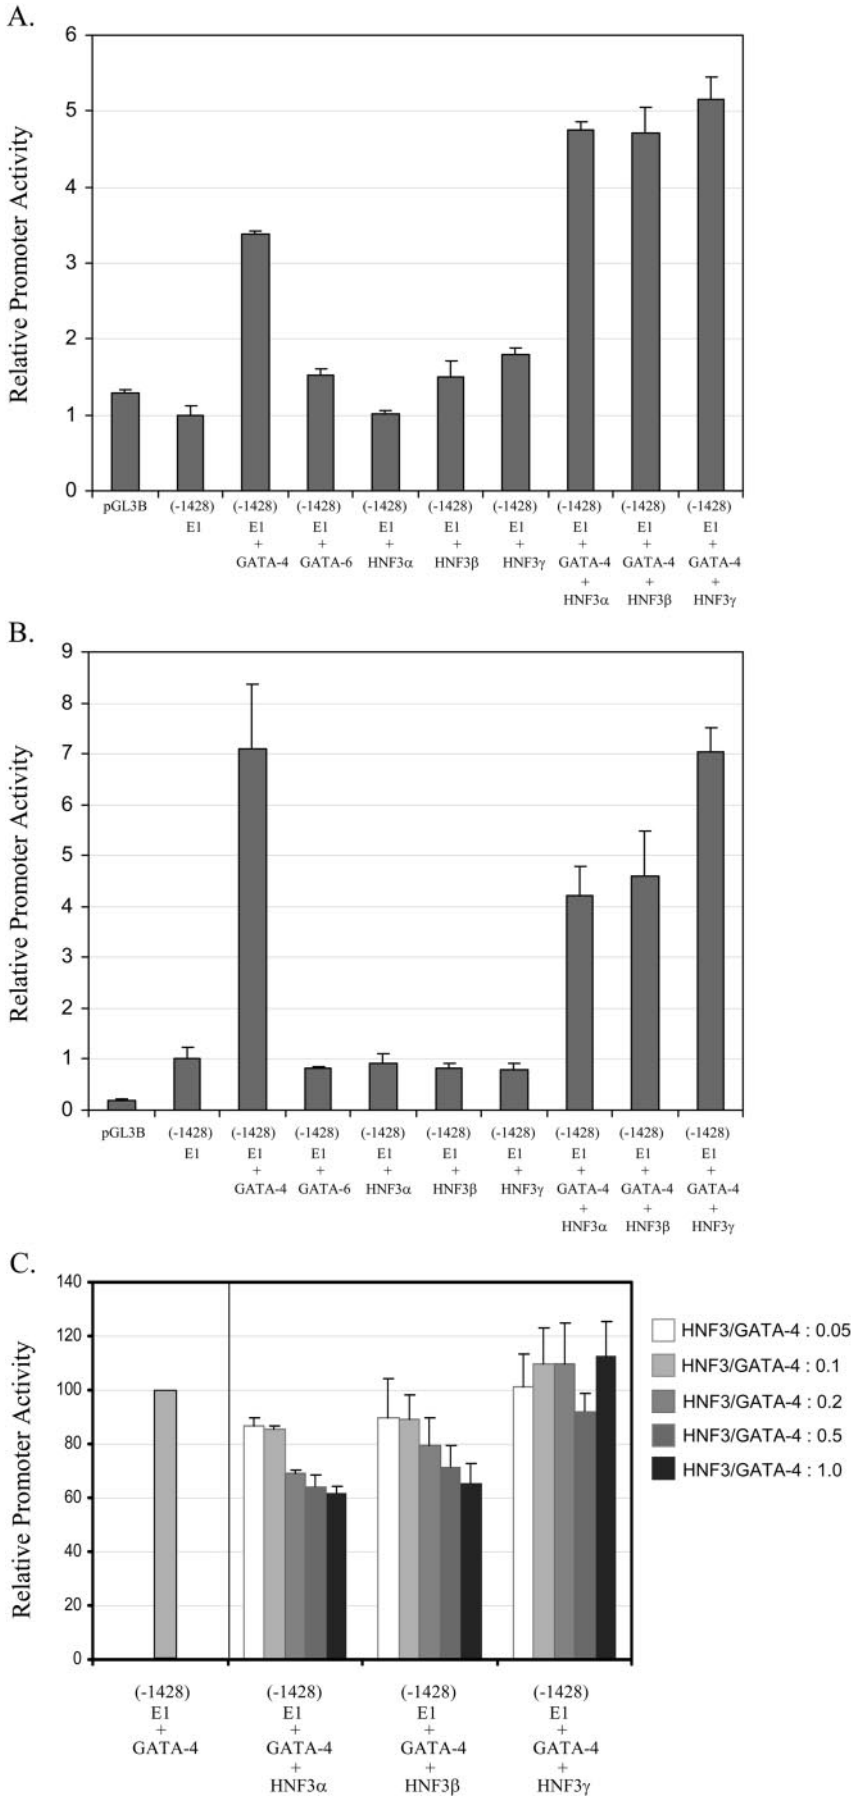 A.
Relative Promoter Activity
6
5
4
3
2
1
0
pGL3B (-1428) (-1428) (-1428) (-1428) (-1428) (-1428) (-1428) (-1428) (-1428)
E1 E1 E1 E1 E1 E1 E1 E1 E1
+ + + + + + + +
GATA-4 GATA-6 HNF3α HNF3β HNF3γ GATA-4 GATA-4 GATA-4
+ + +
HNF3α HNF3β HNF3γ
B.
Relative Promoter Activity
9
8
7
6
5
4
3
2
1
0
pGL3B (-1428) (-1428) (-1428) (-1428) (-1428) (-1428) (-1428) (-1428) (-1428)
E1 E1 E1 E1 E1 E1 E1 E1 E1
+ + + + + + + +
GATA-4 GATA-6 HNF3α HNF3β HNF3γ GATA-4 GATA-4 GATA-4
+ + +
HNF3α HNF3β HNF3γ
C.
Relative Promoter Activity
140
120
100
80
60
40
20
0
HNF3/GATA-4 : 0.05
HNF3/GATA-4 : 0.1
HNF3/GATA-4 : 0.2
HNF3/GATA-4 : 0.5
HNF3/GATA-4 : 1.0
(-1428) (-1428) (-1428) (-1428)
E1 E1 E1 E1
+ + + +
GATA-4 GATA-4 GATA-4 GATA-4
+ + +
HNF3α HNF3β HNF3γ